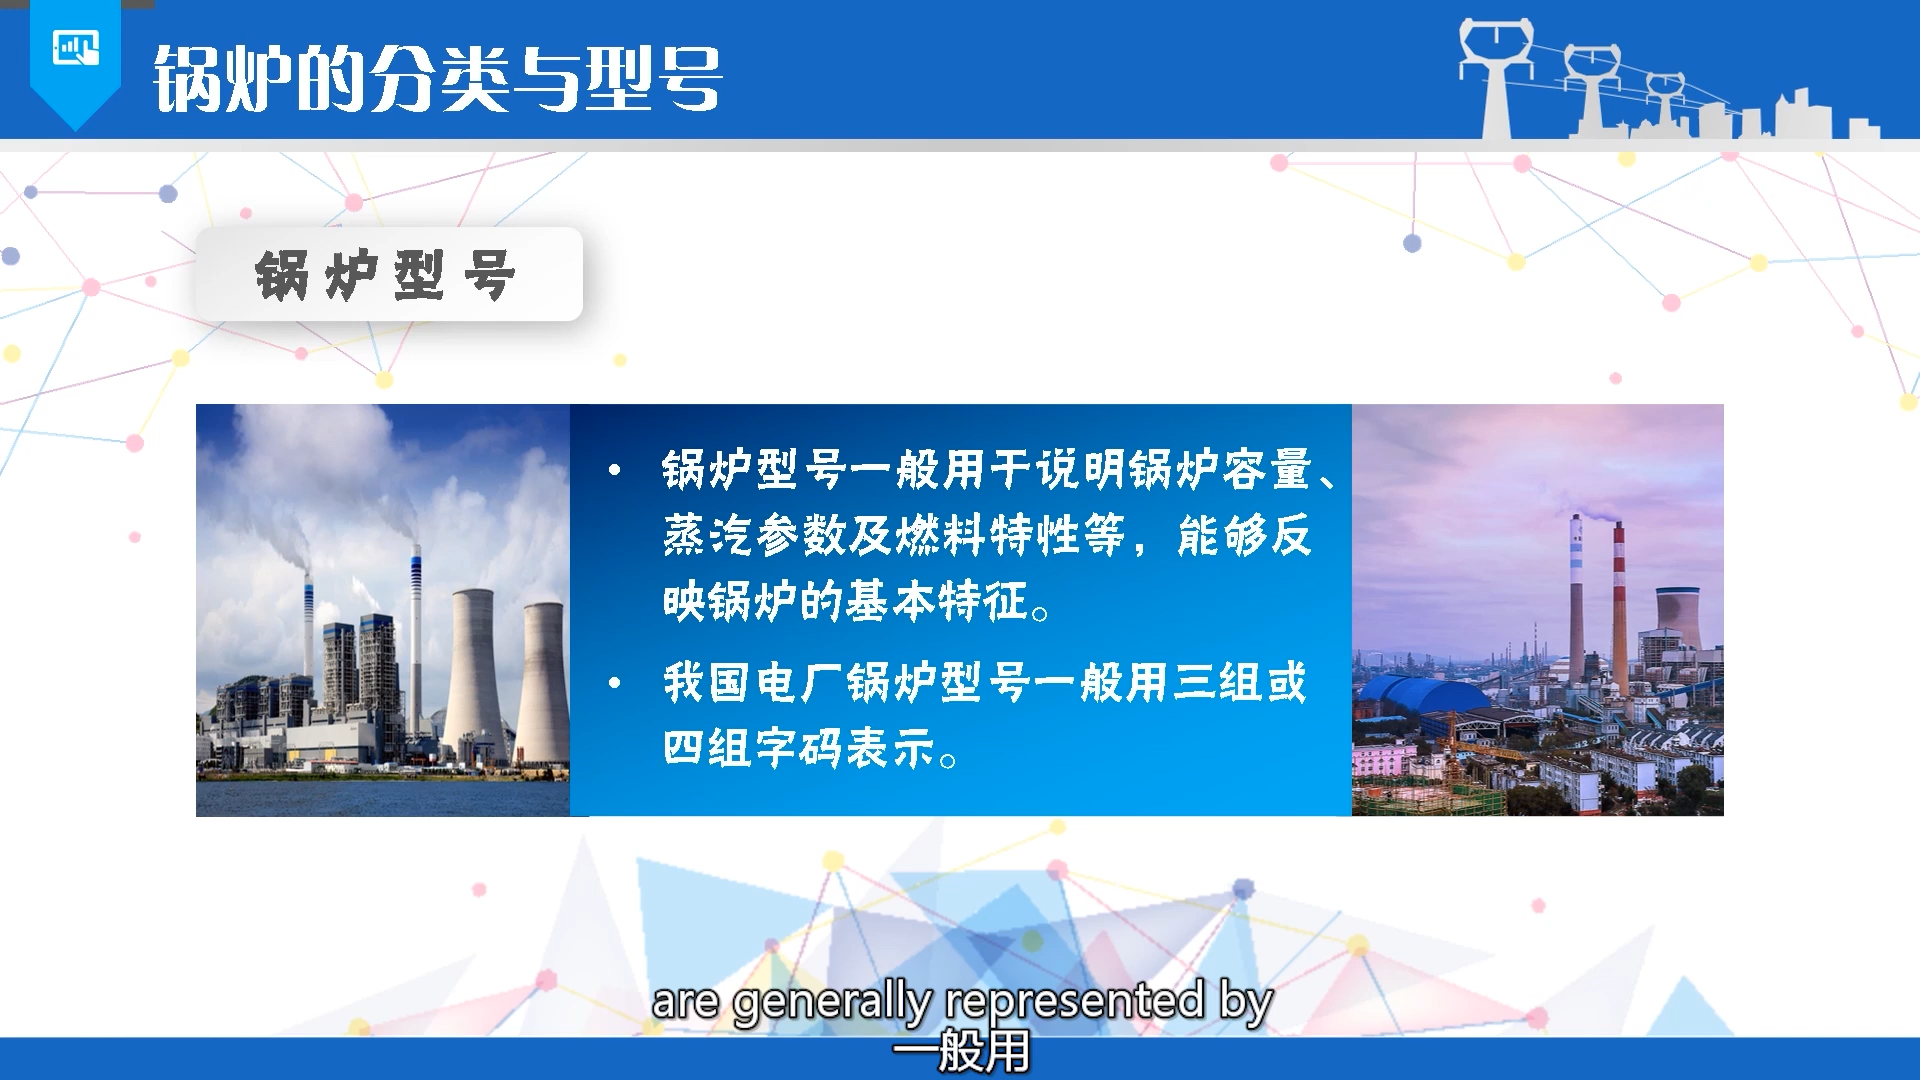 锅炉的分类与型号
锅炉型号
• 锅炉型号一般用于说明锅炉容量、
蒸汽参数及燃料特性等，能够反
映锅炉的基本特征。
• 我国电厂锅炉型号一般用三组或
四组字码表示。
are generally represented by
一般用